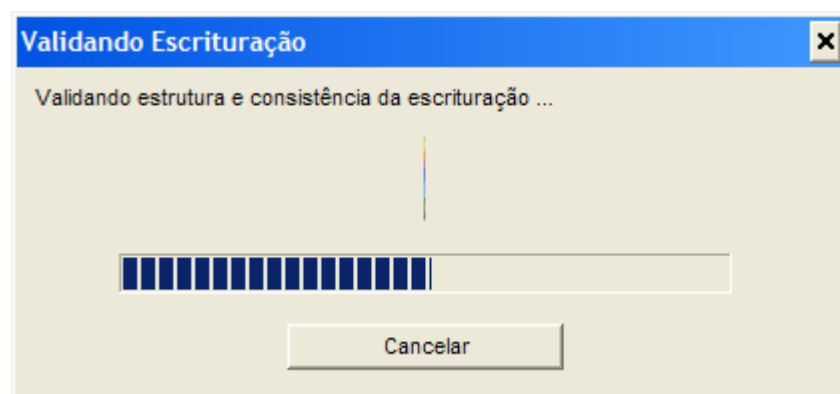 Validando Escrituração
Validando estrutura e consistência da escrituração ...
Cancelar